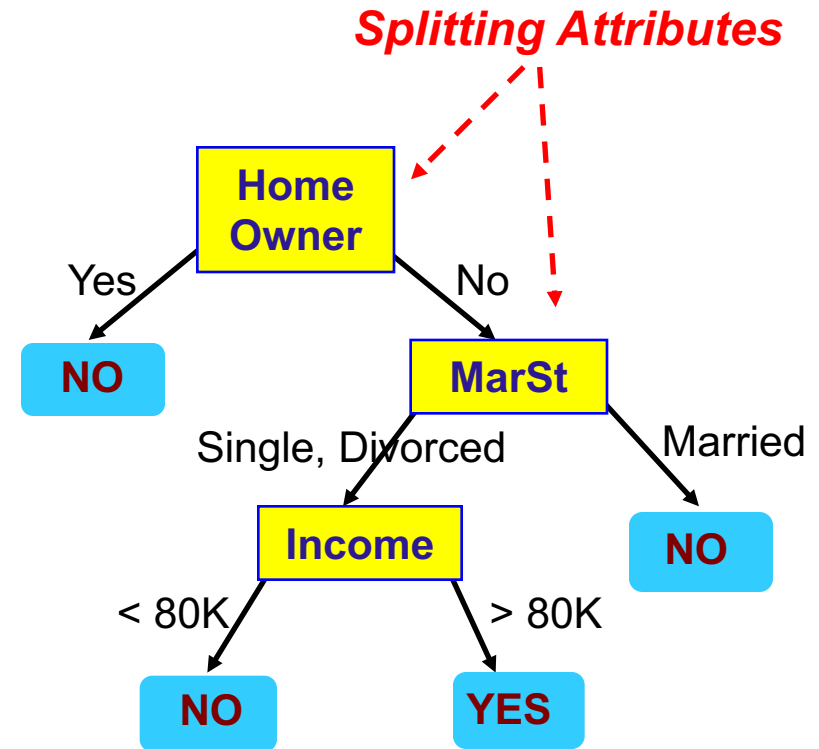 Splitting Attributes
Home
Owner
Yes
No
NO
MarSt
Single, Divorced
Married
Income
NO
< 80K
> 80K
NO
YES